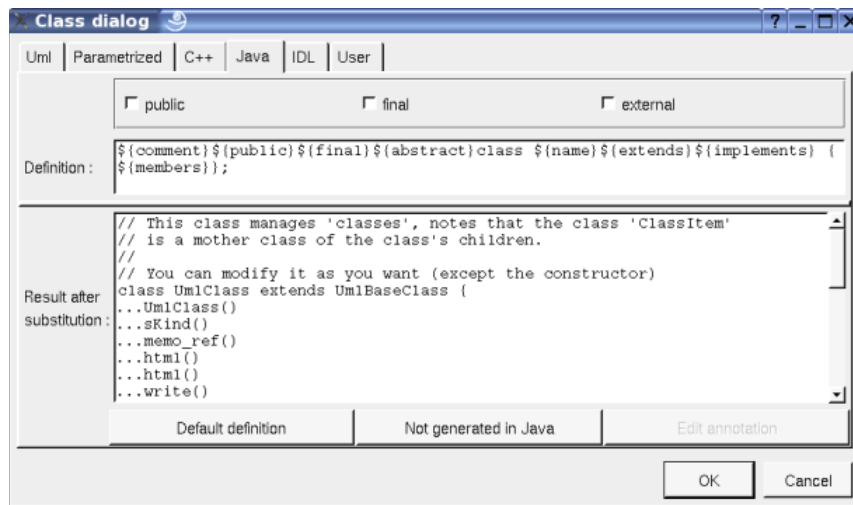 Class dialog
Uml Parametrized C++ Java IDL User
public final external
Definition :
${comment}${public}${final}${abstract}class ${name}${extends}${implements} {
${members}};
Result after
substitution :
// This class manages 'classes', notes that the class 'ClassItem'
// is a mother class of the class's children.
//
// You can modify it as you want (except the constructor)
class UmlClass extends UmlBaseClass {
...UmlClass()
...sKind()
...memo_ref()
...html()
...html()
...write()
Default definition Not generated in Java Edit annotation
OK Cancel